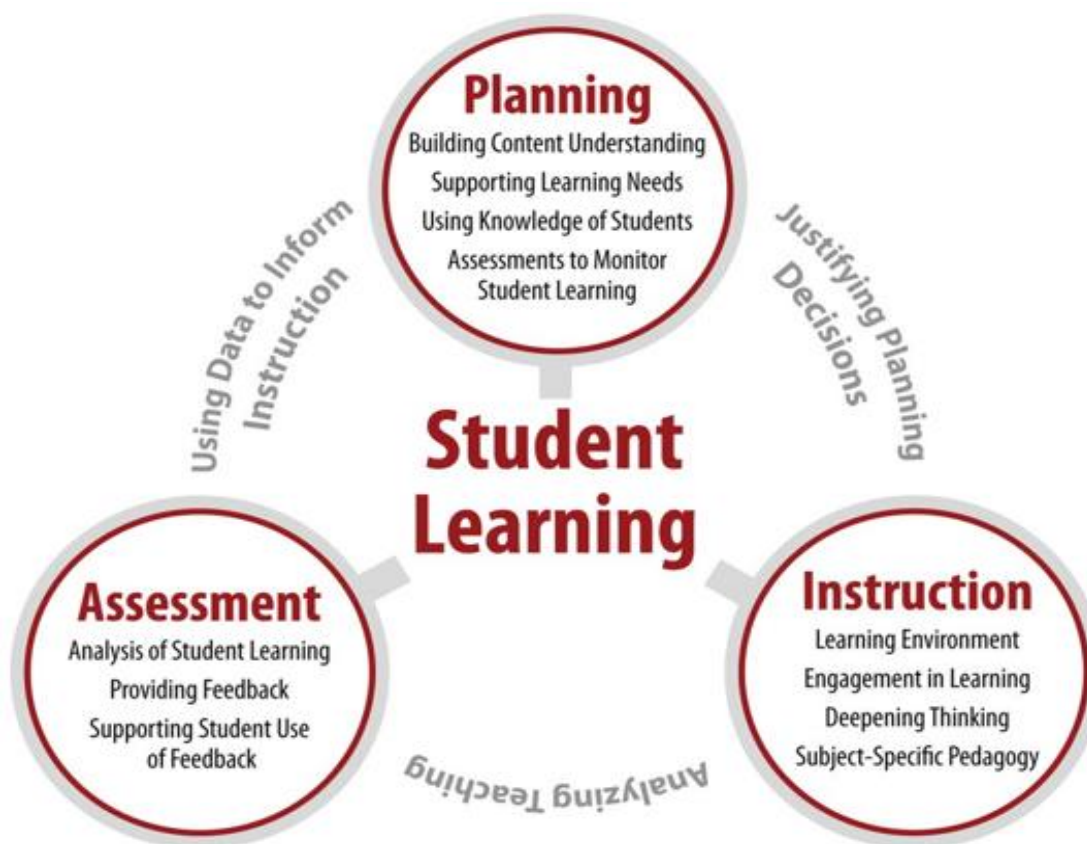 Planning
Building Content Understanding
Supporting Learning Needs
Using Knowledge of Students
Assessments to Monitor
Student Learning
Using Data to Inform
Instruction
Justifying Planning
Decisions
Student
Learning
Assessment
Analysis of Student Learning
Providing Feedback
Supporting Student Use
of Feedback
Instruction
Learning Environment
Engagement in Learning
Deepening Thinking
Subject-Specific Pedagogy
Analyzing Teaching